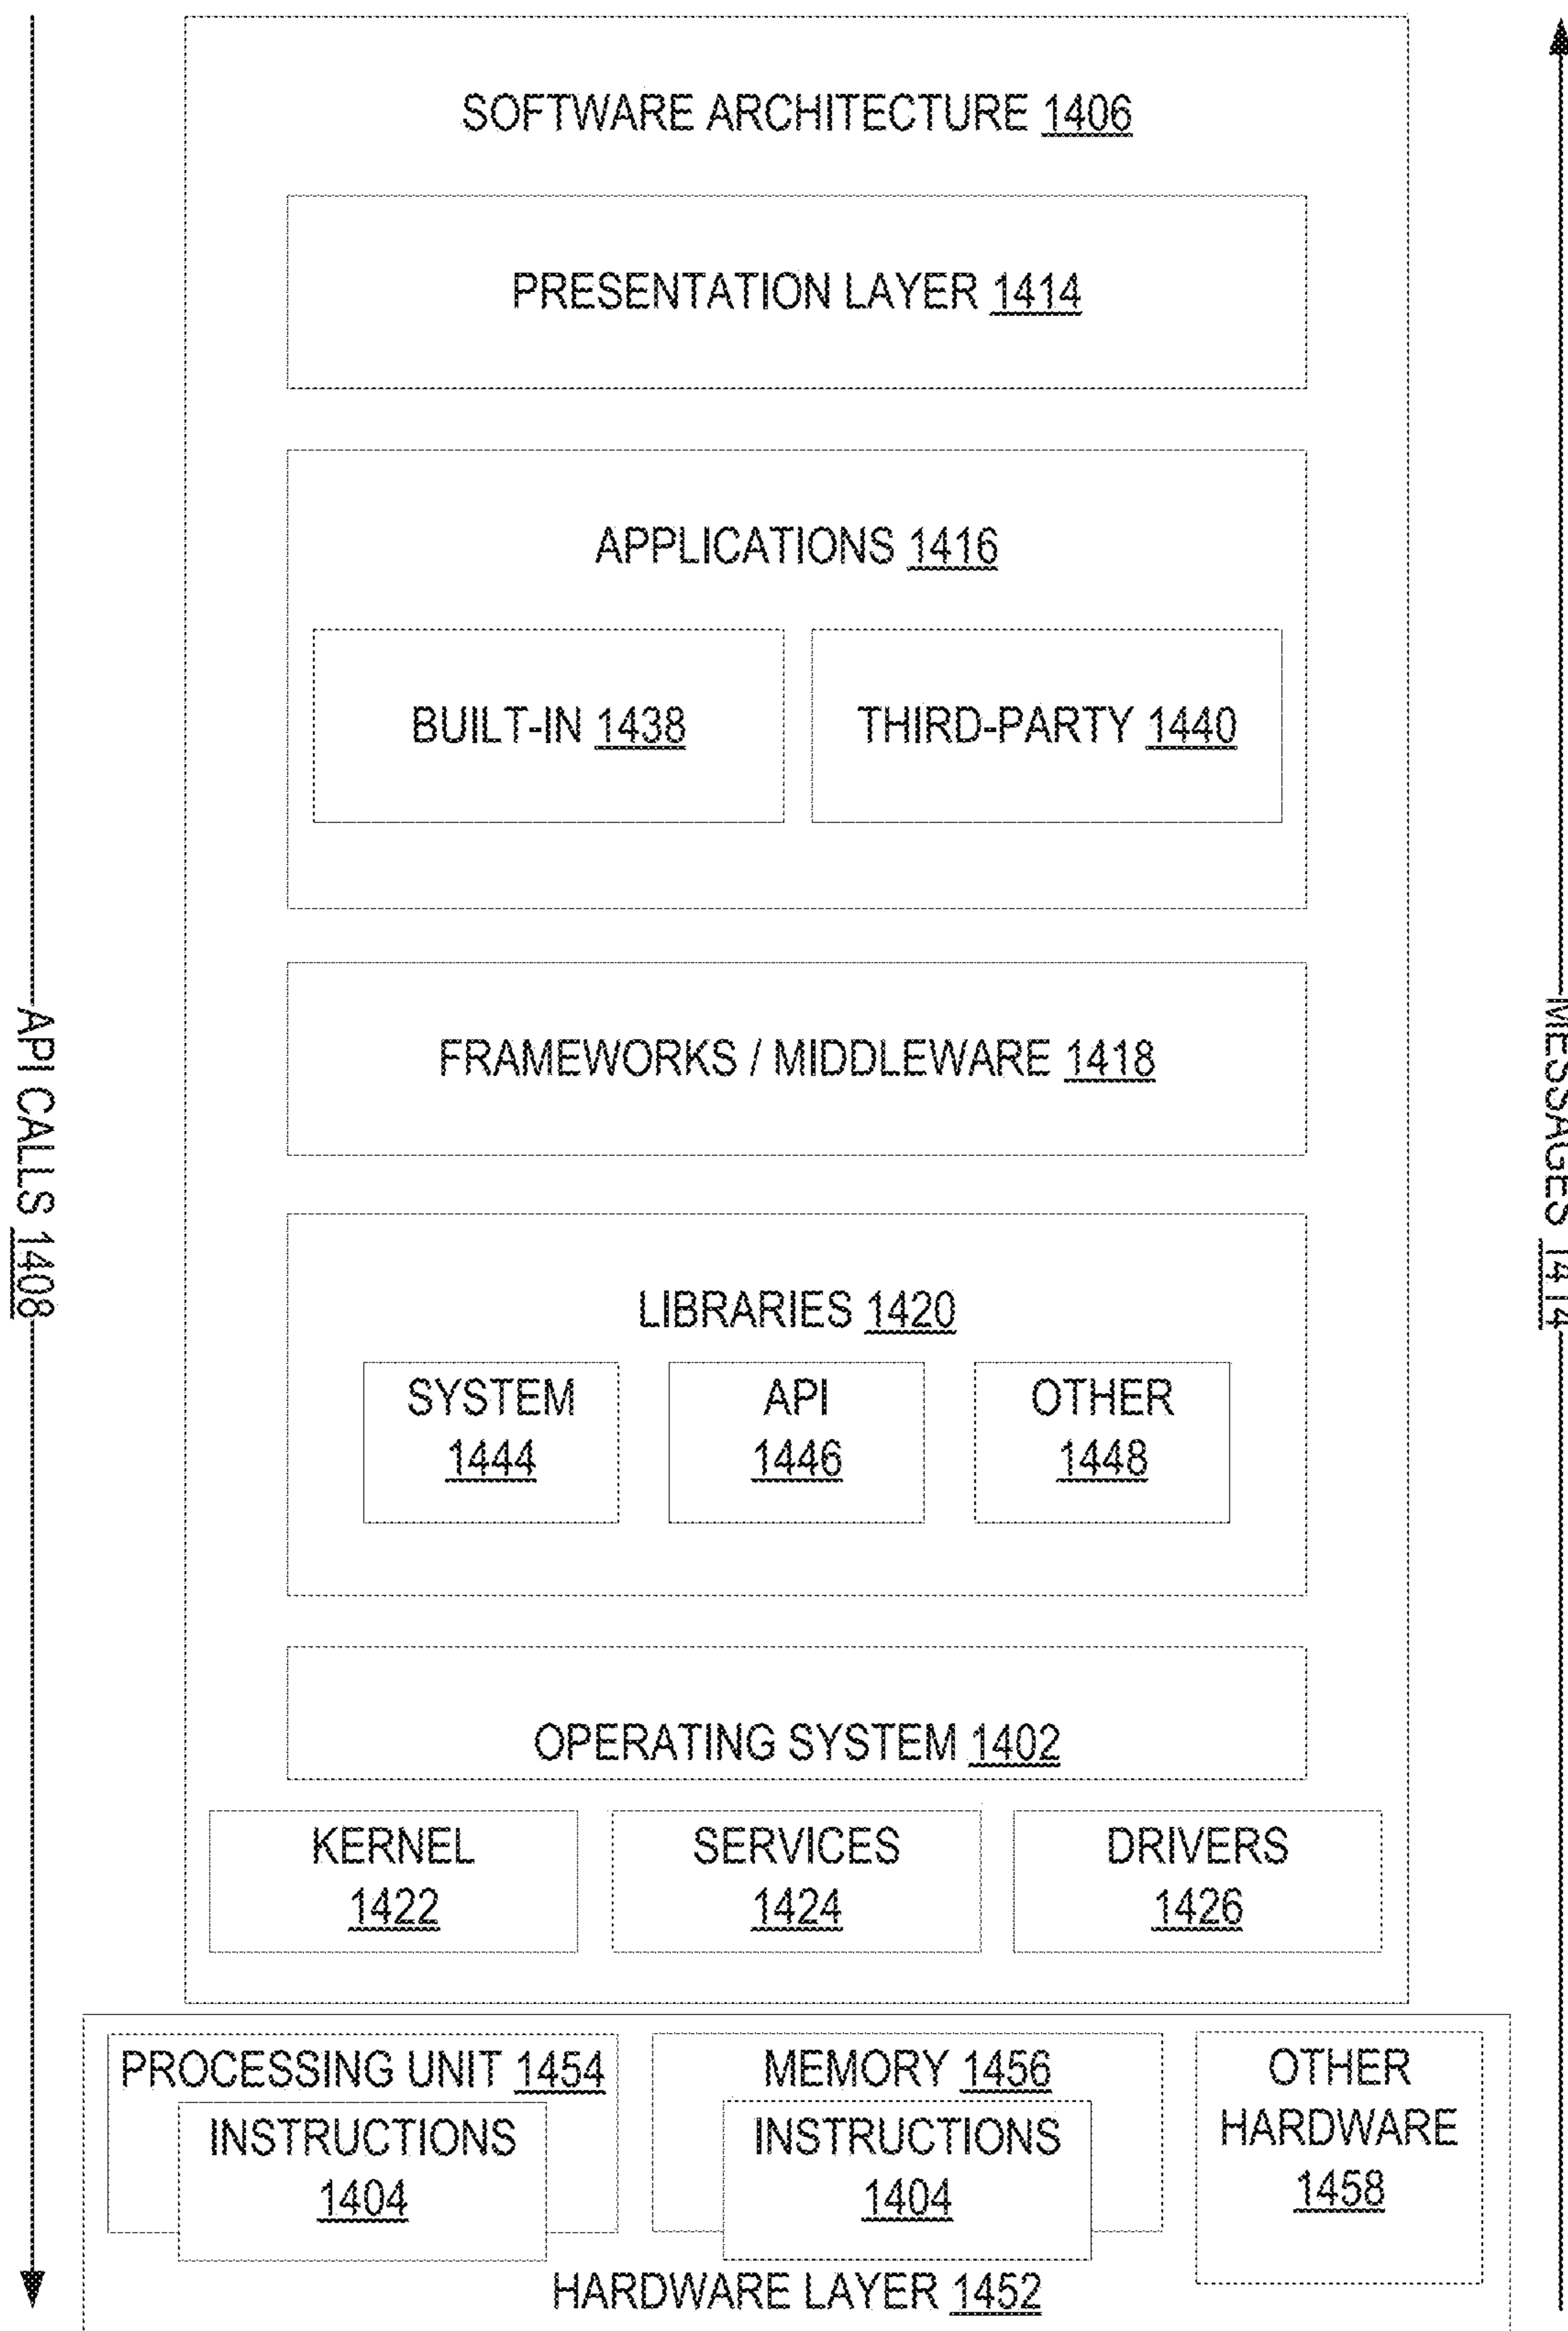 SOFTWARE ARCHITECTURE 1406
PRESENTATION LAYER 1414
APPLICATIONS 1416
BUILT-IN 1438
THIRD-PARTY 1440
FRAMEWORKS / MIDDLEWARE 1418
LIBRARIES 1420
SYSTEM
1444
API
1446
OTHER
1448
OPERATING SYSTEM 1402
KERNEL
1422
SERVICES
1424
DRIVERS
1426
PROCESSING UNIT 1454
INSTRUCTIONS
1404
MEMORY 1456
INSTRUCTIONS
1404
OTHER
HARDWARE
1458
HARDWARE LAYER 1452
API CALLS 1408
MESSAGES 1414